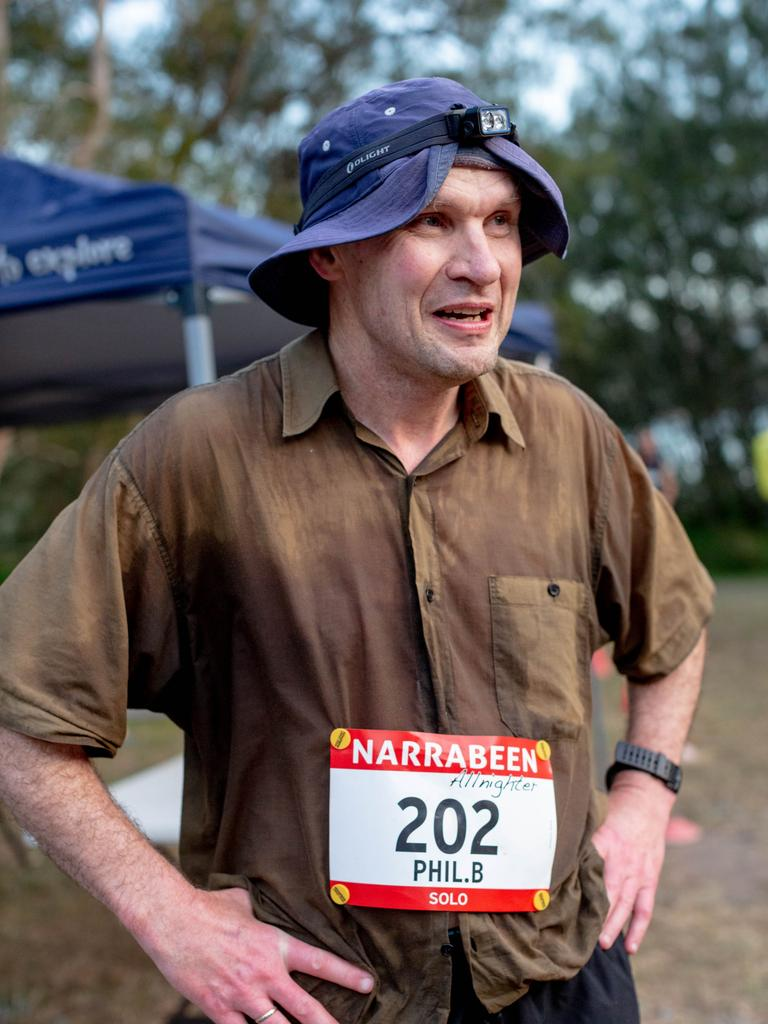 OLIGHT
explore
NARRABEEN
Allnighter
202
PHIL.B
SOLO